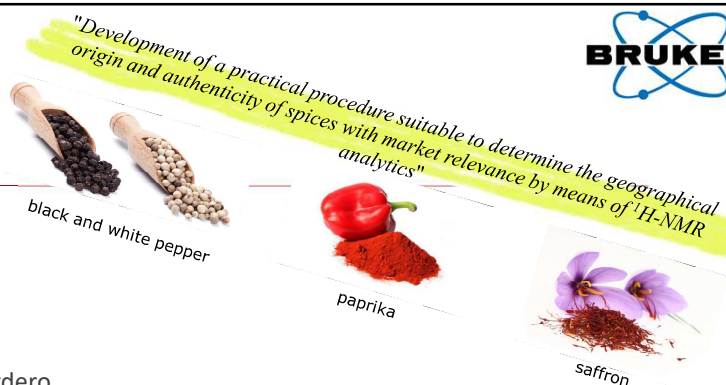 "Development of a practical procedure suitable to determine the geographical
origin and authenticity of spices with market relevance by means of ¹H-NMR
analytics"
BRUKE
black and white pepper
paprika
saffron
rdero